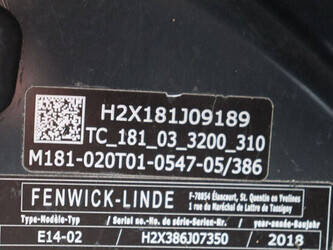 H2X181J09189
TC_181_03_3200_310
M181-020T01-0547-05/386
FENWICK-LINDE
F-78854 Élancourt, St. Quentin en Yvelines
1 rue du Maréchal de Lattre de Tassigny
Type-Modèle-Typ / No. de série-Serial No.-Serien-Nr. / année-year-Baujahr
E14-02 H2X386J07350 2018